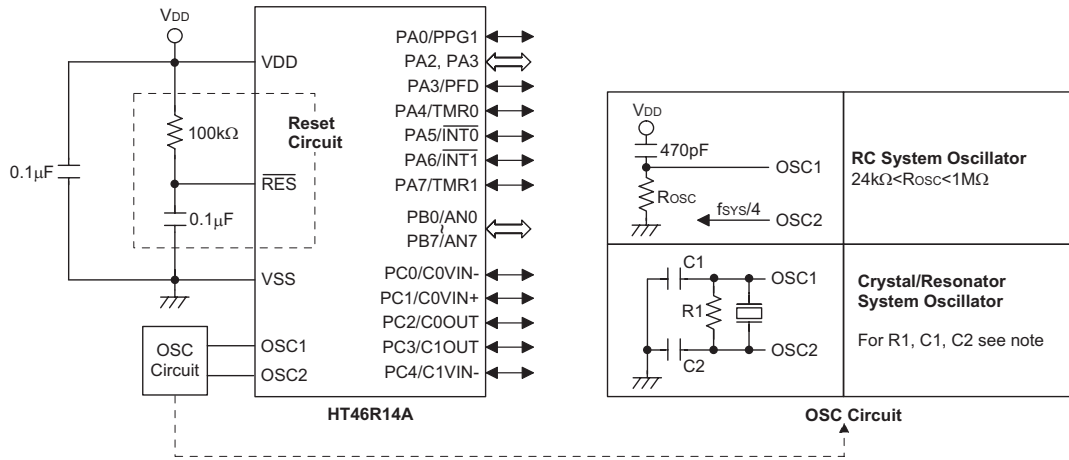 VDD
VDD
100kΩ
Reset
Circuit
0.1μF
RES
0.1μF
VSS
OSC
Circuit
OSC1
OSC2
PA0/PPG1
PA2, PA3
PA3/PFD
PA4/TMR0
PA5/INT0
PA6/INT1
PA7/TMR1
PB0/AN0
~
PB7/AN7
PC0/C0VIN-
PC1/C0VIN+
PC2/C0OUT
PC3/C1OUT
PC4/C1VIN-
HT46R14A
VDD
470pF
OSC1
ROSC
fSYS/4
OSC2
RC System Oscillator
24kΩ<ROSC<1MΩ
C1
OSC1
R1
OSC2
C2
Crystal/Resonator
System Oscillator
For R1, C1, C2 see note
OSC Circuit